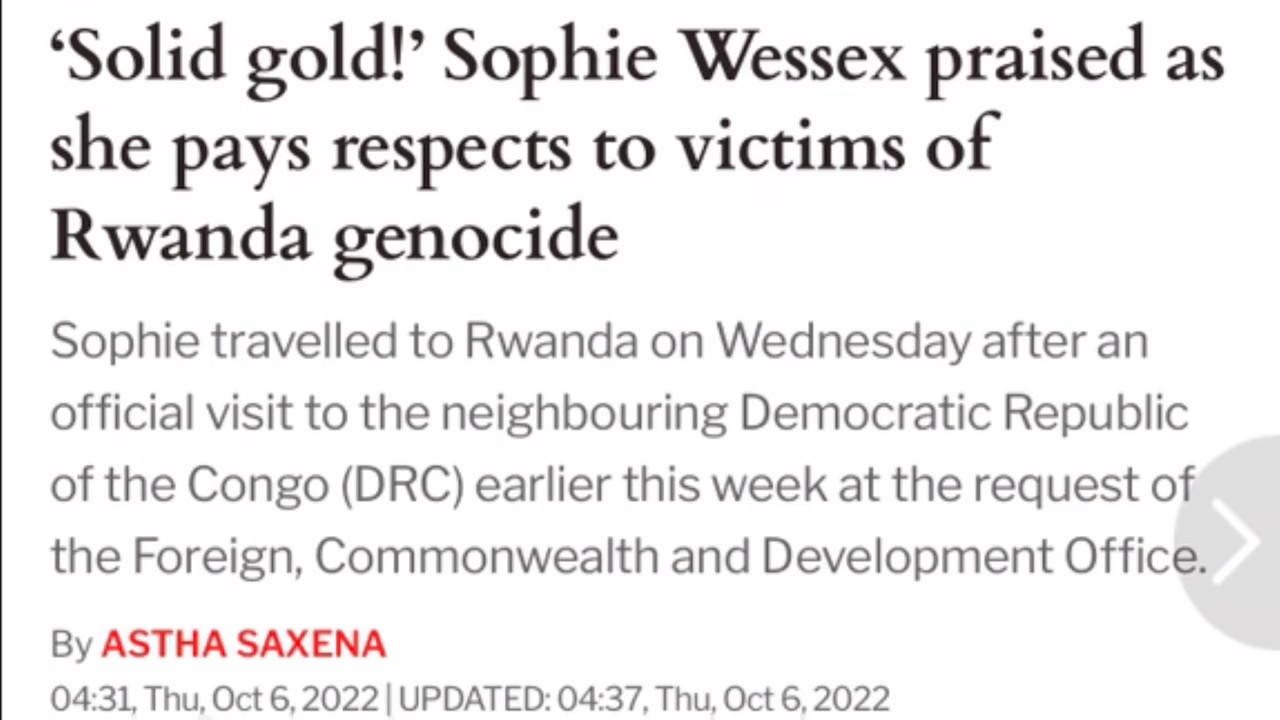 ‘Solid gold!’ Sophie Wessex praised as
she pays respects to victims of
Rwanda genocide
Sophie travelled to Rwanda on Wednesday after an
official visit to the neighbouring Democratic Republic
of the Congo (DRC) earlier this week at the request of
the Foreign, Commonwealth and Development Office.
By ASTHA SAXENA
04:31, Thu, Oct 6, 2022 | UPDATED: 04:37, Thu, Oct 6, 2022